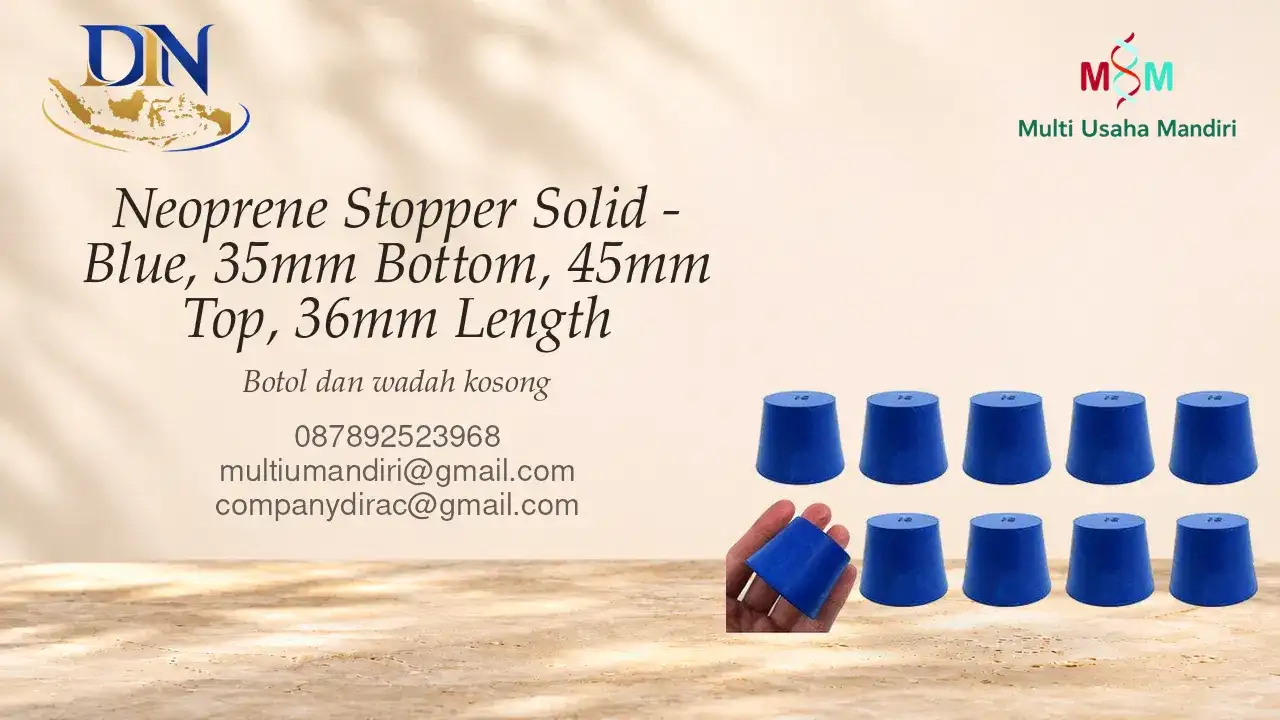 DIN
MSM
Multi Usaha Mandiri
Neoprene Stopper Solid -
Blue, 35mm Bottom, 45mm
Top, 36mm Length
Botol dan wadah kosong
087892523968
multiumandiri@gmail.com
companydirac@gmail.com